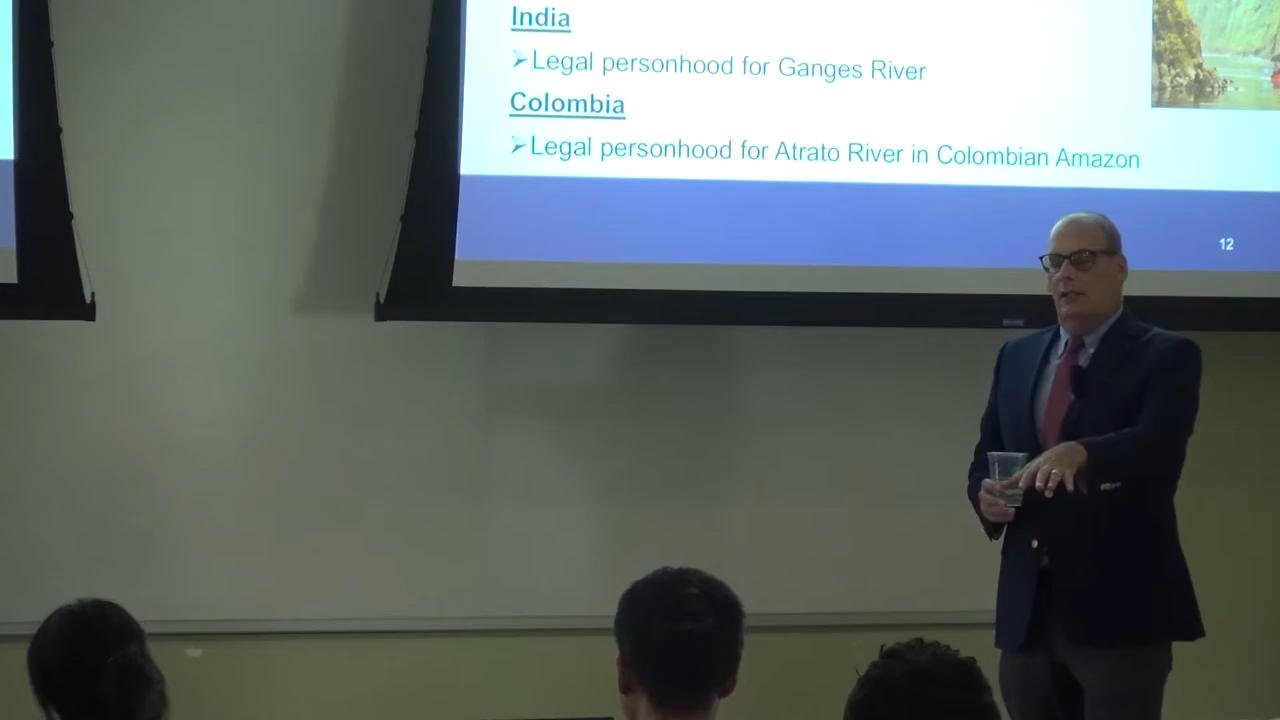 India
➢Legal personhood for Ganges River
Colombia
➢Legal personhood for Atrato River in Colombian Amazon
12